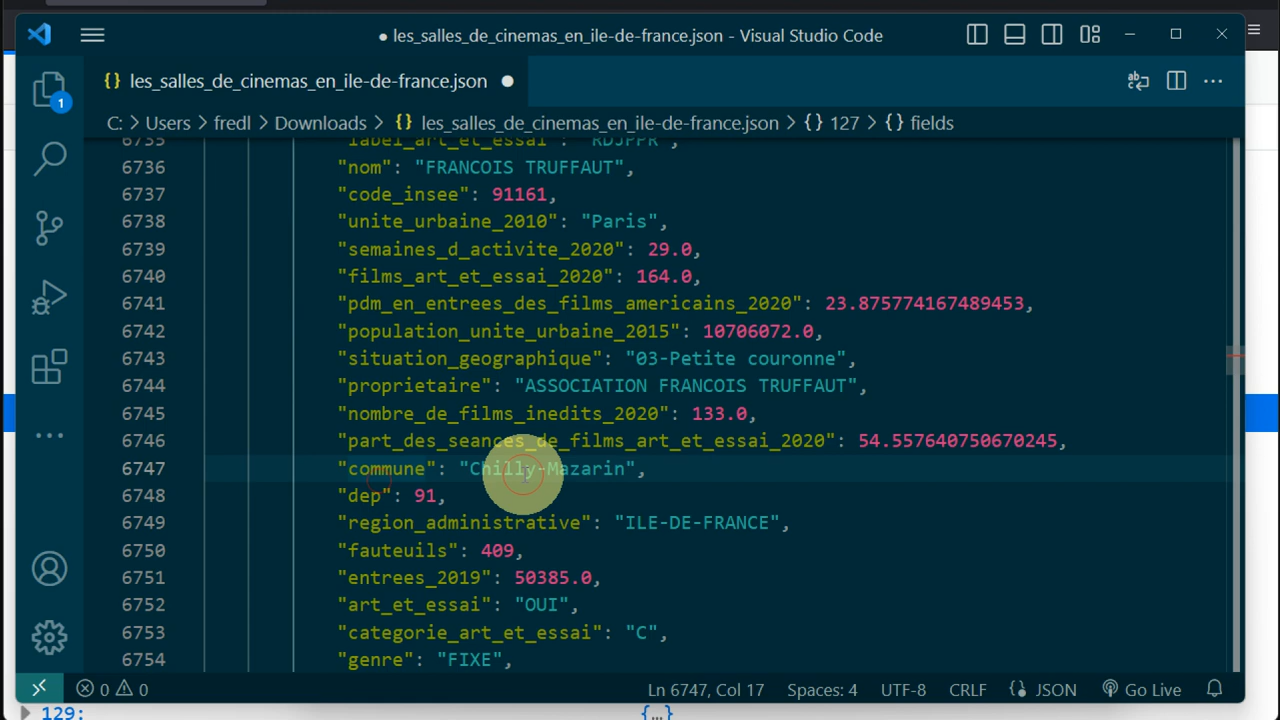 ● les_salles_de_cinemas_en_ile-de-france.json - Visual Studio Code
{} les_salles_de_cinemas_en_ile-de-france.json ●
C: > Users > fredl > Downloads > {} les_salles_de_cinemas_en_ile-de-france.json > {} 127 > {} fields
1
6735 "label_art_et_essai": "RDJPPR",
6736 "nom": "FRANCOIS TRUFFAUT",
6737 "code_insee": 91161,
6738 "unite_urbaine_2010": "Paris",
6739 "semaines_d_activite_2020": 29.0,
6740 "films_art_et_essai_2020": 164.0,
6741 "pdm_en_entrees_des_films_americains_2020": 23.875774167489453,
6742 "population_unite_urbaine_2015": 10706072.0,
6743 "situation_geographique": "03-Petite couronne",
6744 "proprietaire": "ASSOCIATION FRANCOIS TRUFFAUT",
6745 "nombre_de_films_inedits_2020": 133.0,
6746 "part_des_seances_de_films_art_et_essai_2020": 54.557640750670245,
6747 "commune": "Chilly-Mazarin",
6748 "dep": 91,
6749 "region_administrative": "ILE-DE-FRANCE",
6750 "fauteuils": 409,
6751 "entrees_2019": 50385.0,
6752 "art_et_essai": "OUI",
6753 "categorie_art_et_essai": "C",
6754 "genre": "FIXE",
0 0 Ln 6747, Col 17 Spaces: 4 UTF-8 CRLF {} JSON Go Live
129: {…}